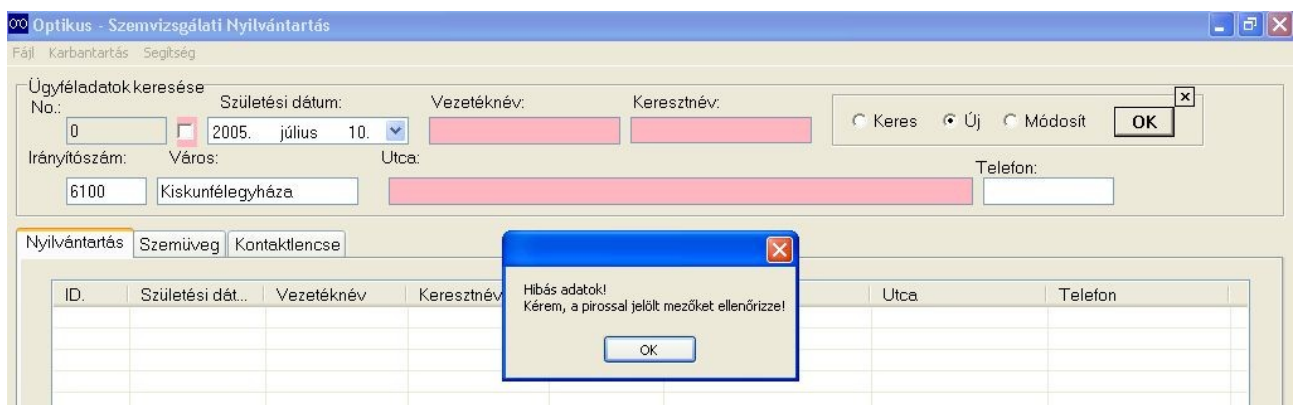 Optikus - Szemvizsgálati Nyilvántartás
Fájl Karbantartás Segítség
Ügyféladatok keresése
No.: Születési dátum: Vezetéknév: Keresztnév:
0 2005. július 10. Keres Új Módosít OK
Irányítószám: Város: Utca: Telefon:
6100 Kiskunfélegyháza
Nyilvántartás Szemüveg Kontaktlencse
ID. Születési dát... Vezetéknév Keresztnév Utca Telefon
Hibás adatok!
Kérem, a pirossal jelölt mezőket ellenőrizze!
OK